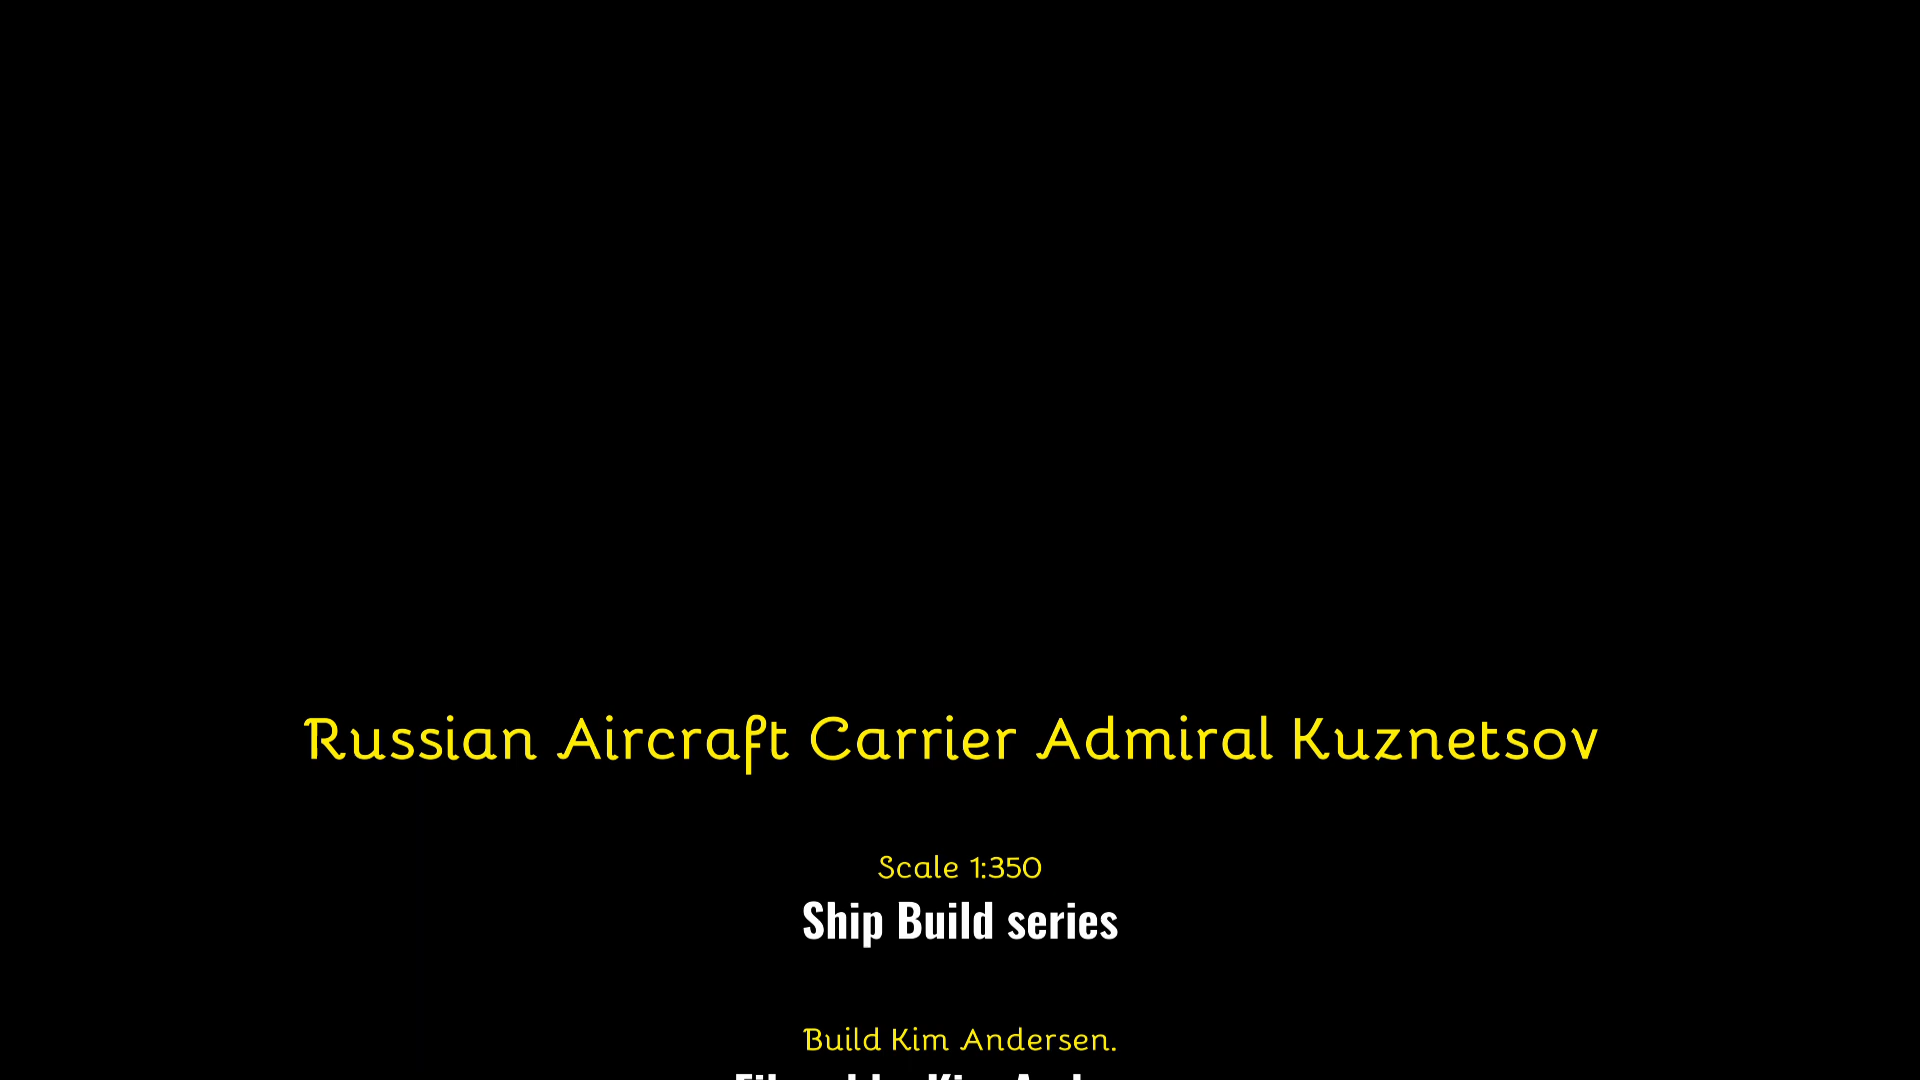 Russian Aircraft Carrier Admiral Kuznetsov
Scale 1:350
Ship Build series
Build Kim Andersen.